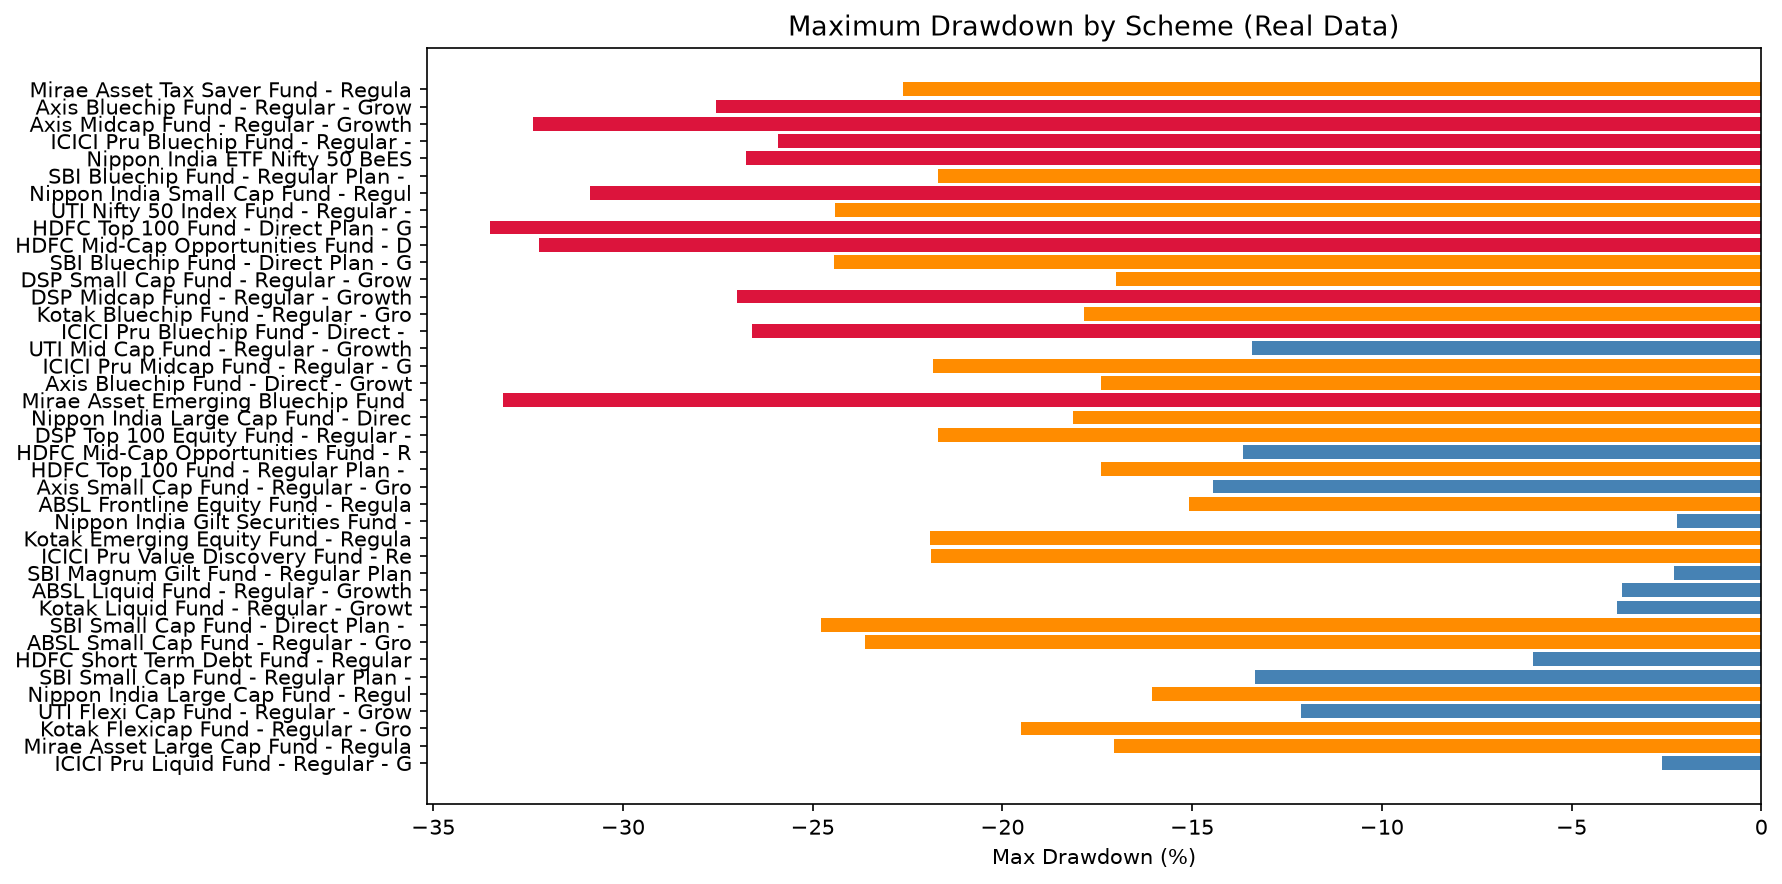 Maximum Drawdown by Scheme (Real Data)
Mirae Asset Tax Saver Fund - Regula
Axis Bluechip Fund - Regular - Grow
Axis Midcap Fund - Regular - Growth
ICICI Pru Bluechip Fund - Regular -
Nippon India ETF Nifty 50 BeES
SBI Bluechip Fund - Regular Plan -
Nippon India Small Cap Fund - Regul
UTI Nifty 50 Index Fund - Regular -
HDFC Top 100 Fund - Direct Plan - G
HDFC Mid-Cap Opportunities Fund - D
SBI Bluechip Fund - Direct Plan - G
DSP Small Cap Fund - Regular - Grow
DSP Midcap Fund - Regular - Growth
Kotak Bluechip Fund - Regular - Gro
ICICI Pru Bluechip Fund - Direct -
UTI Mid Cap Fund - Regular - Growth
ICICI Pru Midcap Fund - Regular - G
Axis Bluechip Fund - Direct - Growt
Mirae Asset Emerging Bluechip Fund
Nippon India Large Cap Fund - Direc
DSP Top 100 Equity Fund - Regular -
HDFC Mid-Cap Opportunities Fund - R
HDFC Top 100 Fund - Regular Plan -
Axis Small Cap Fund - Regular - Gro
ABSL Frontline Equity Fund - Regula
Nippon India Gilt Securities Fund -
Kotak Emerging Equity Fund - Regula
ICICI Pru Value Discovery Fund - Re
SBI Magnum Gilt Fund - Regular Plan
ABSL Liquid Fund - Regular - Growth
Kotak Liquid Fund - Regular - Growt
SBI Small Cap Fund - Direct Plan -
ABSL Small Cap Fund - Regular - Gro
HDFC Short Term Debt Fund - Regular
SBI Small Cap Fund - Regular Plan -
Nippon India Large Cap Fund - Regul
UTI Flexi Cap Fund - Regular - Grow
Kotak Flexicap Fund - Regular - Gro
Mirae Asset Large Cap Fund - Regula
ICICI Pru Liquid Fund - Regular - G
−35 −30 −25 −20 −15 −10 −5 0
Max Drawdown (%)